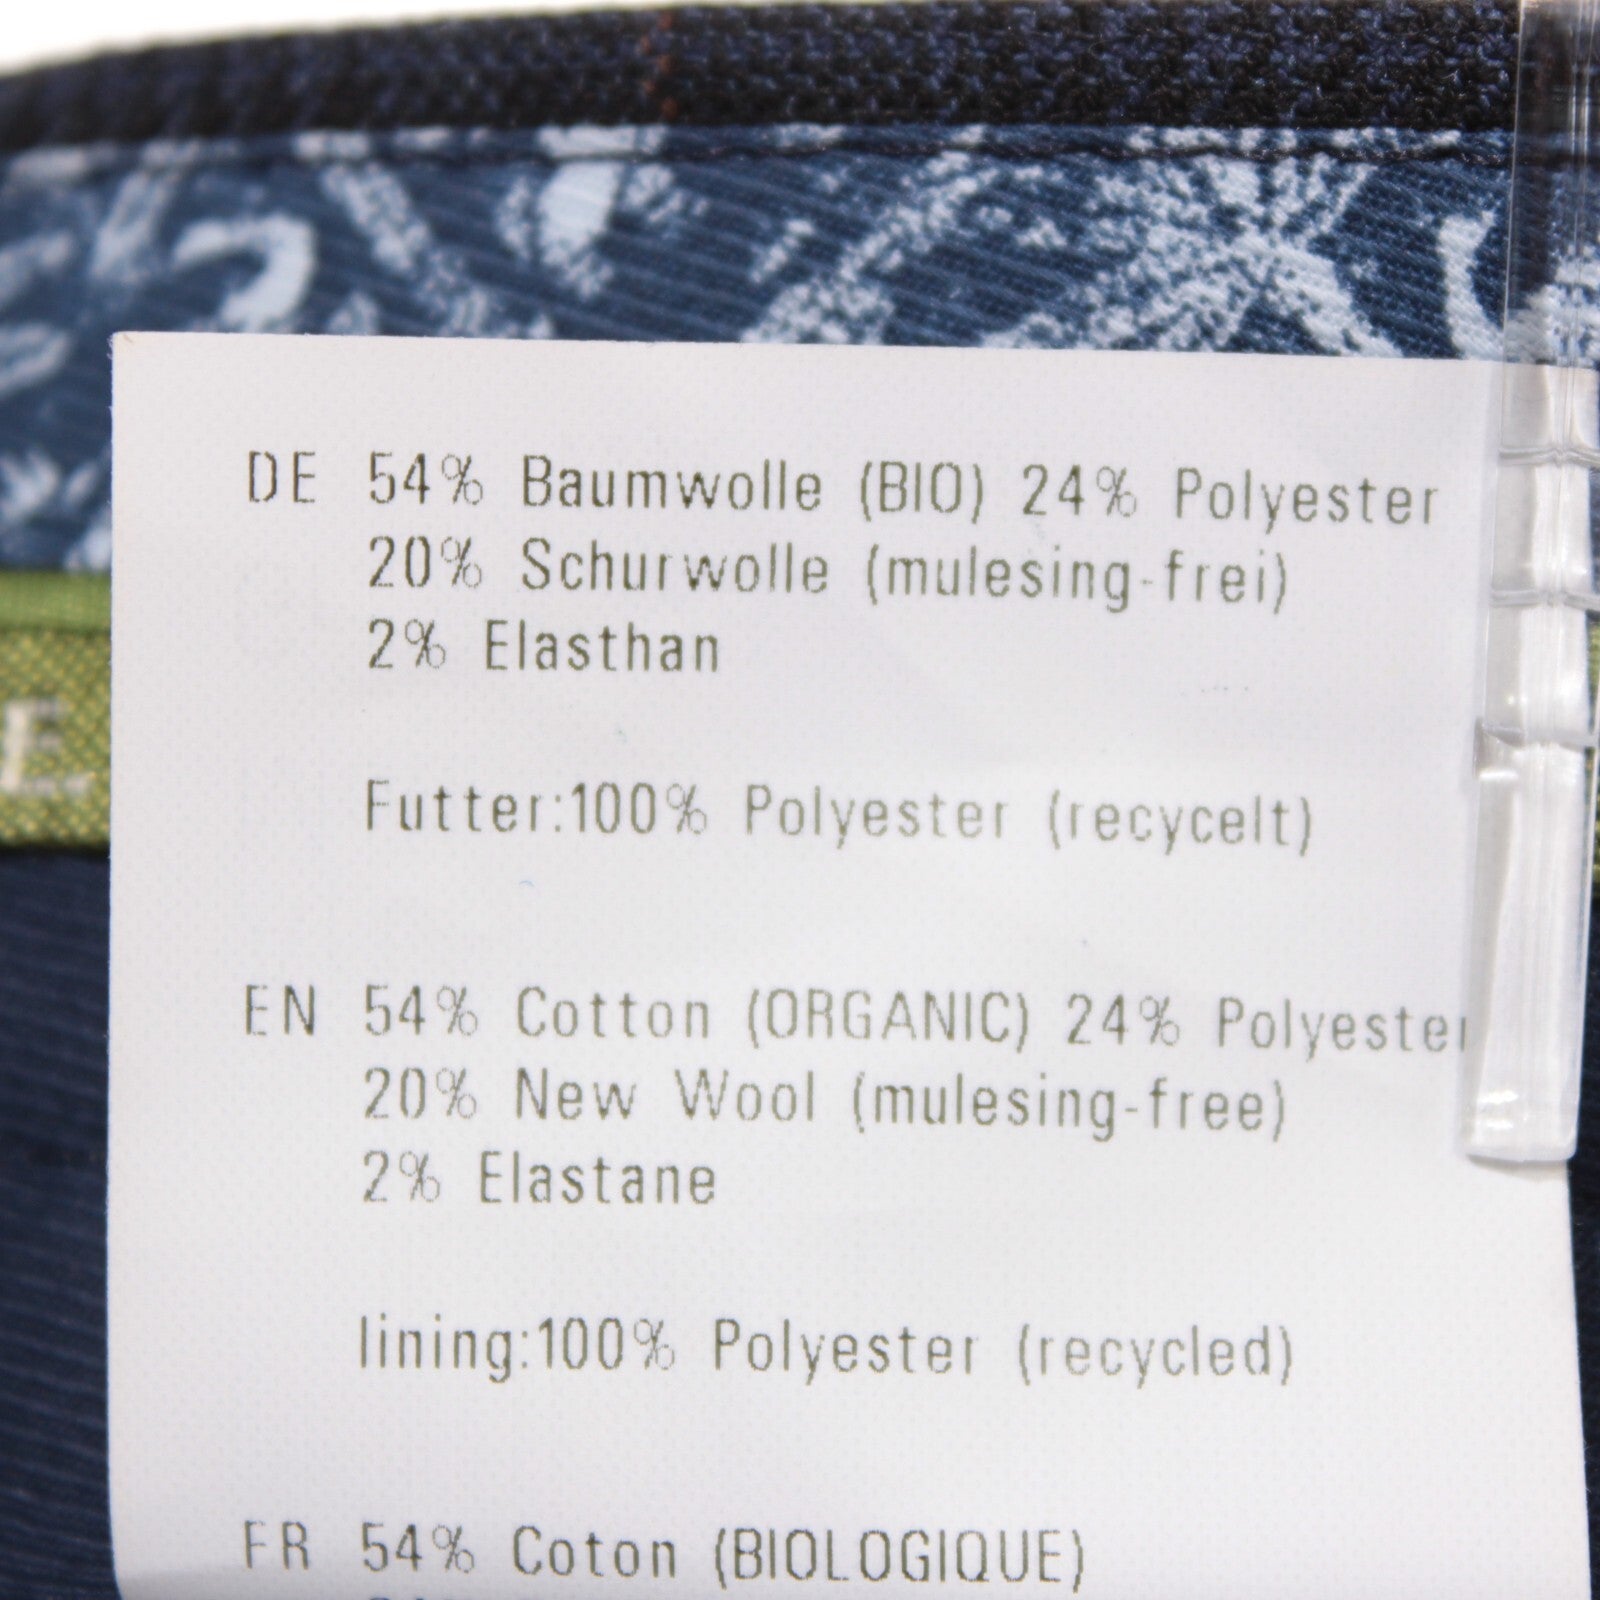 DE 54% Baumwolle (BIO) 24% Polyester
20% Schurwolle (mulesing-frei)
2% Elasthan
Futter:100% Polyester (recycelt)
EN 54% Cotton (ORGANIC) 24% Polyester
20% New Wool (mulesing-free)
2% Elastane
lining:100% Polyester (recycled)
FR 54% Coton (BIOLOGIQUE)
E